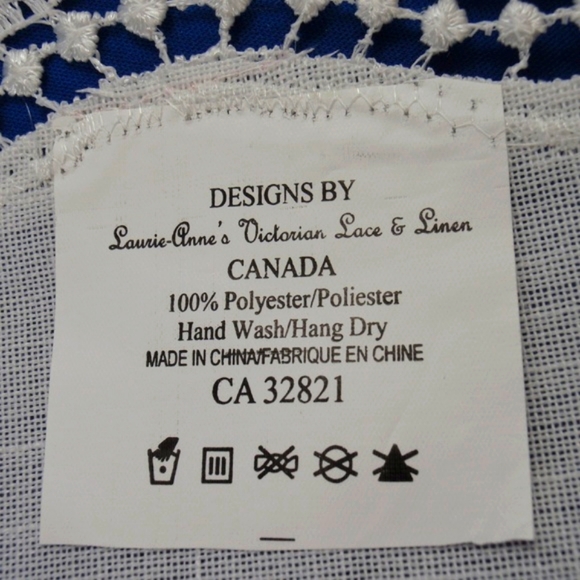 DESIGNS BY
Laurie-Anne's Victorian Lace & Linen
CANADA
100% Polyester/Poliester
Hand Wash/Hang Dry
MADE IN CHINA/FABRIQUE EN CHINE
CA 32821